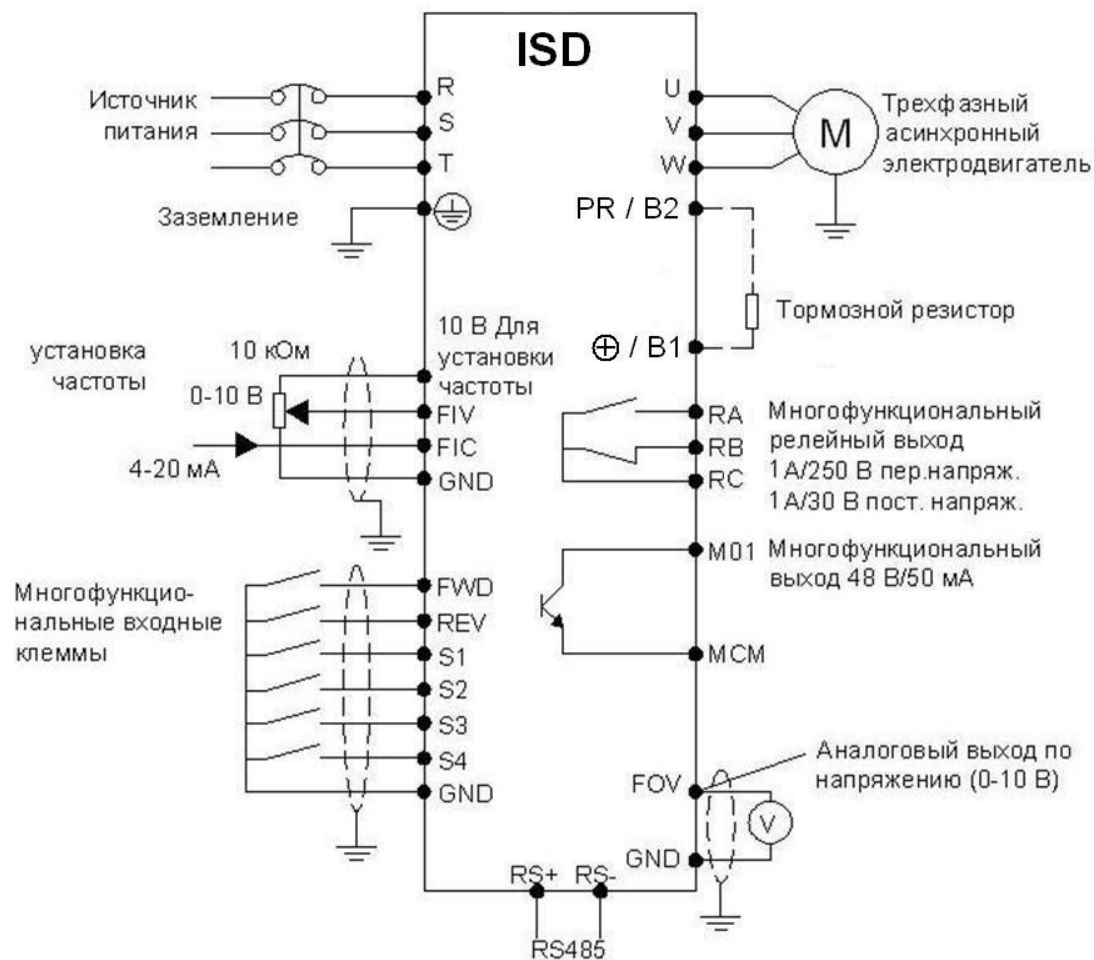 ISD
Источник
питания
R
S
T
Заземление
U
V
W
M
Трехфазный
асинхронный
электродвигатель
PR / B2
Тормозной резистор
⊕ / B1
установка
частоты
10 кОм
0-10 В
4-20 мА
10 В Для
установки
частоты
FIV
FIC
GND
RA
RB
RC
Многофункциональный
релейный выход
1А/250 В пер.напряж.
1А/30 В пост. напряж.
M01
Многофункциональный
выход 48 В/50 мА
MCM
Многофункцио-
нальные входные
клеммы
FWD
REV
S1
S2
S3
S4
GND
Аналоговый выход по
напряжению (0-10 В)
FOV
V
GND
RS+ RS-
RS485